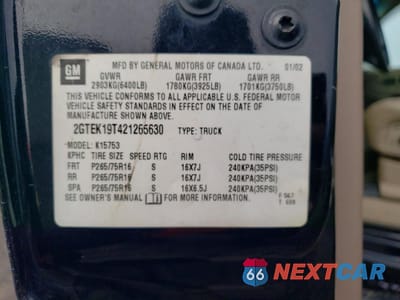 GM
MFD BY GENERAL MOTORS OF CANADA LTD. 01/02
GVWR GAWR FRT GAWR RR
2903KG(6400LB) 1780KG(3925LB) 1701KG(3750LB)
THIS VEHICLE CONFORMS TO ALL APPLICABLE U.S. FEDERAL MOTOR
VEHICLE SAFETY STANDARDS IN EFFECT ON THE DATE OF
MANUFACTURE SHOWN ABOVE.
2GTEK19T421265630 TYPE: TRUCK
MODEL: K15753
KPHC TIRE SIZE SPEED RTG RIM COLD TIRE PRESSURE
FRT P265/75R16 S 16X7J 240KPA(35PSI)
RR P265/75R16 S 16X7J 240KPA(35PSI)
SPA P265/75R16 S 16X6.5J 240KPA(35PSI)
SEE OWNER'S MANUAL FOR MORE INFORMATION.
66 NEXTCAR